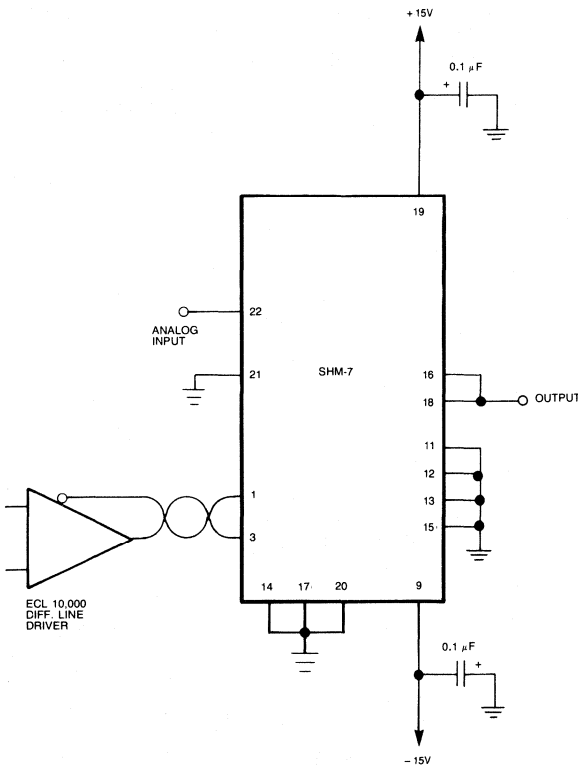 +15V
0.1 µF
+
19
22
ANALOG
INPUT
21
SHM-7
16
18
OUTPUT
11
12
13
15
1
3
ECL 10,000
DIFF. LINE
DRIVER
14
17
20
9
0.1 µF
+
-15V